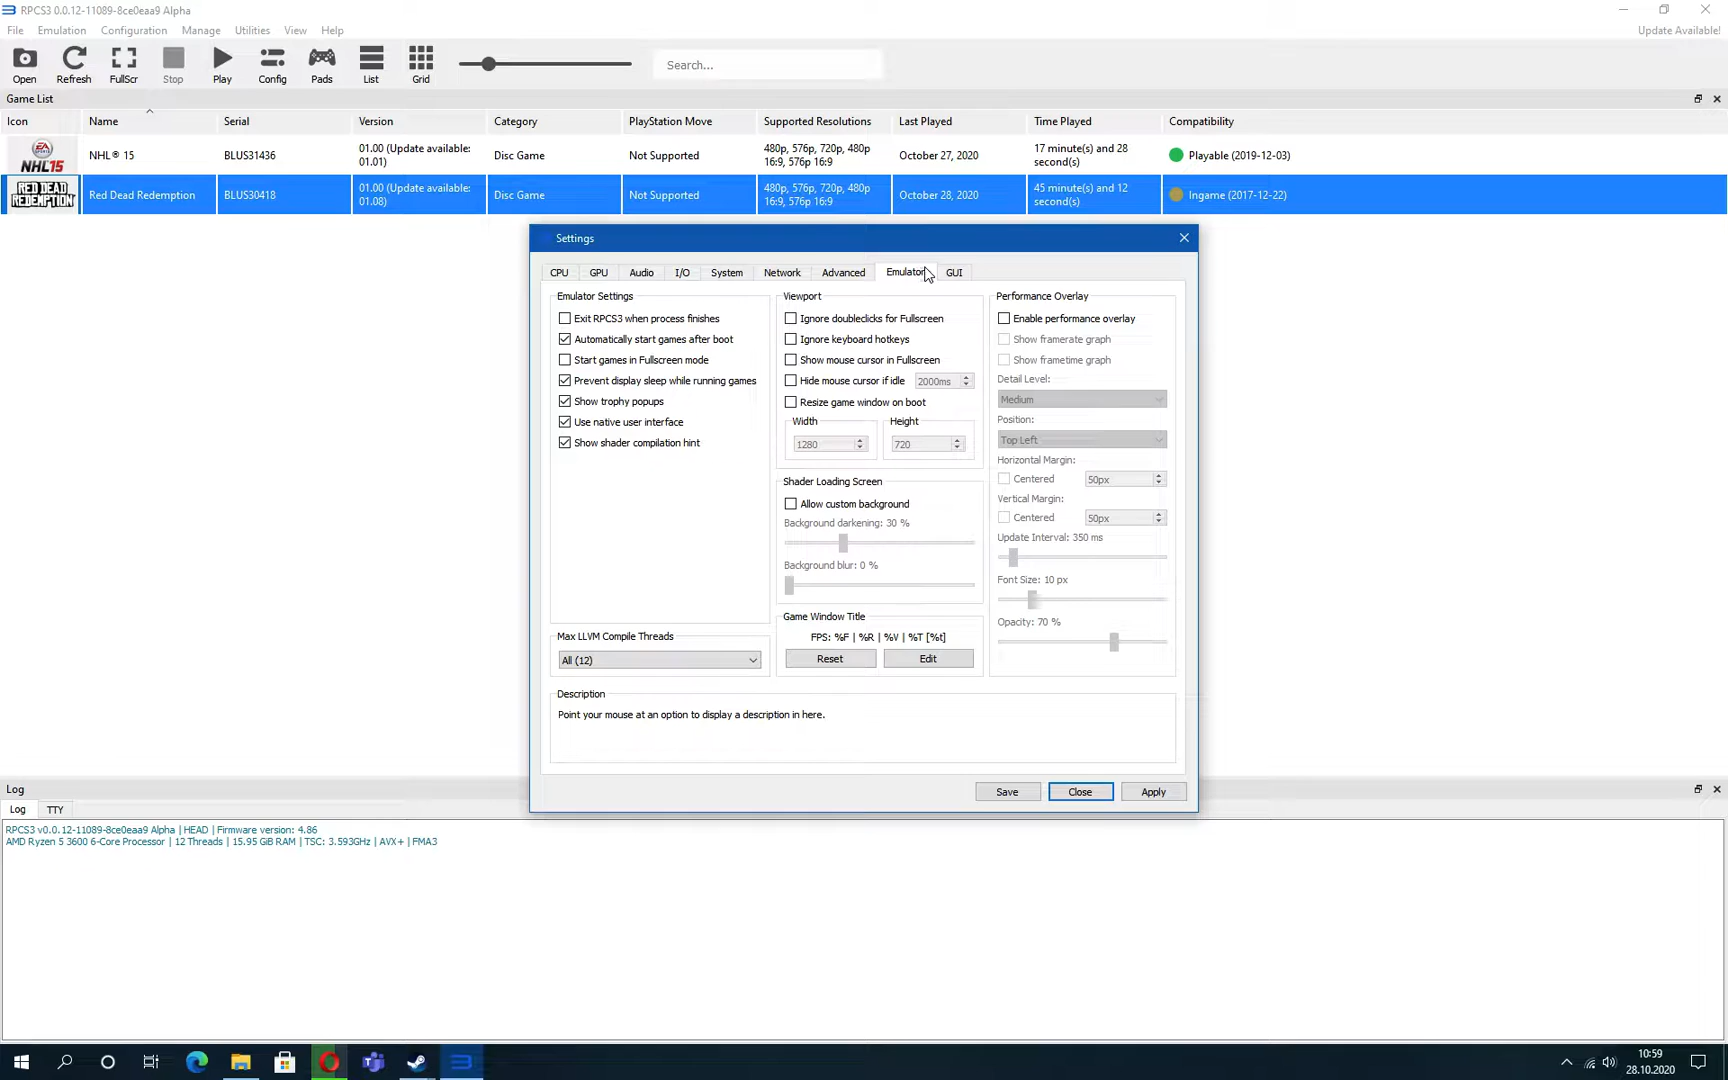 RPCS3 0.0.12-11089-8ce0eaa9 Alpha
File Emulation Configuration Manage Utilities View Help Update Available!
Open Refresh FullScr Stop Play Config Pads List Grid Search...
Game List
Icon Name Serial Version Category PlayStation Move Supported Resolutions Last Played Time Played Compatibility
EA SPORTS NHL15 NHL® 15 BLUS31436 01.00 (Update available: 01.01) Disc Game Not Supported 480p, 576p, 720p, 480p 16:9, 576p 16:9 October 27, 2020 17 minute(s) and 28 second(s) Playable (2019-12-03)
RED DEAD REDEMPTION Red Dead Redemption BLUS30418 01.00 (Update available: 01.08) Disc Game Not Supported 480p, 576p, 720p, 480p 16:9, 576p 16:9 October 28, 2020 45 minute(s) and 12 second(s) Ingame (2017-12-22)
Settings
CPU GPU Audio I/O System Network Advanced Emulator GUI
Emulator Settings
Exit RPCS3 when process finishes
Automatically start games after boot
Start games in Fullscreen mode
Prevent display sleep while running games
Show trophy popups
Use native user interface
Show shader compilation hint
Max LLVM Compile Threads
All (12)
Viewport
Ignore doubleclicks for Fullscreen
Ignore keyboard hotkeys
Show mouse cursor in Fullscreen
Hide mouse cursor if idle 2000ms
Resize game window on boot
Width Height
1280 720
Shader Loading Screen
Allow custom background
Background darkening: 30 %
Background blur: 0 %
Game Window Title
FPS: %F | %R | %V | %T [%t]
Reset Edit
Performance Overlay
Enable performance overlay
Show framerate graph
Show frametime graph
Detail Level:
Medium
Position:
Top Left
Horizontal Margin:
Centered 50px
Vertical Margin:
Centered 50px
Update Interval: 350 ms
Font Size: 10 px
Opacity: 70 %
Description
Point your mouse at an option to display a description in here.
Save Close Apply
Log
Log TTY
RPCS3 v0.0.12-11089-8ce0eaa9 Alpha | HEAD | Firmware version: 4.86
AMD Ryzen 5 3600 6-Core Processor | 12 Threads | 15.95 GiB RAM | TSC: 3.593GHz | AVX+ | FMA3
10:59
28.10.2020